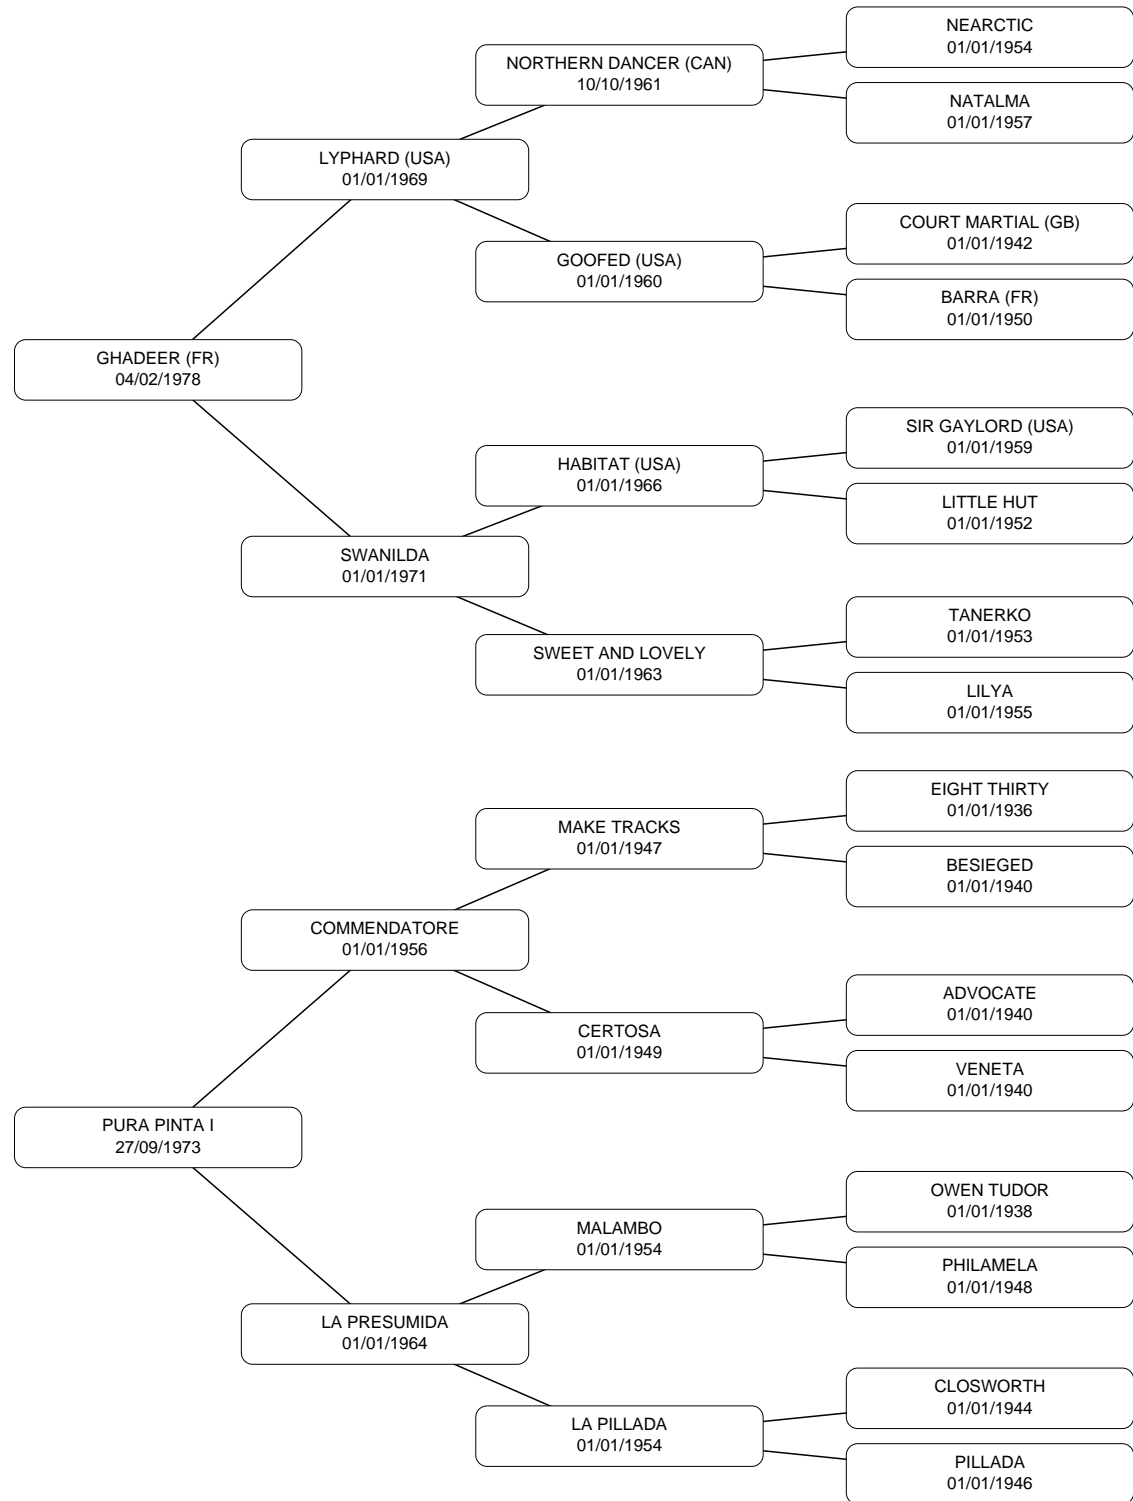 NEARCTIC
01/01/1954
NORTHERN DANCER (CAN)
10/10/1961
NATALMA
01/01/1957
LYPHARD (USA)
01/01/1969
COURT MARTIAL (GB)
01/01/1942
GOOFED (USA)
01/01/1960
BARRA (FR)
01/01/1950
GHADEER (FR)
04/02/1978
SIR GAYLORD (USA)
01/01/1959
HABITAT (USA)
01/01/1966
LITTLE HUT
01/01/1952
SWANILDA
01/01/1971
TANERKO
01/01/1953
SWEET AND LOVELY
01/01/1963
LILYA
01/01/1955
EIGHT THIRTY
01/01/1936
MAKE TRACKS
01/01/1947
BESIEGED
01/01/1940
COMMENDATORE
01/01/1956
ADVOCATE
01/01/1940
CERTOSA
01/01/1949
VENETA
01/01/1940
PURA PINTA I
27/09/1973
OWEN TUDOR
01/01/1938
MALAMBO
01/01/1954
PHILAMELA
01/01/1948
LA PRESUMIDA
01/01/1964
CLOSWORTH
01/01/1944
LA PILLADA
01/01/1954
PILLADA
01/01/1946